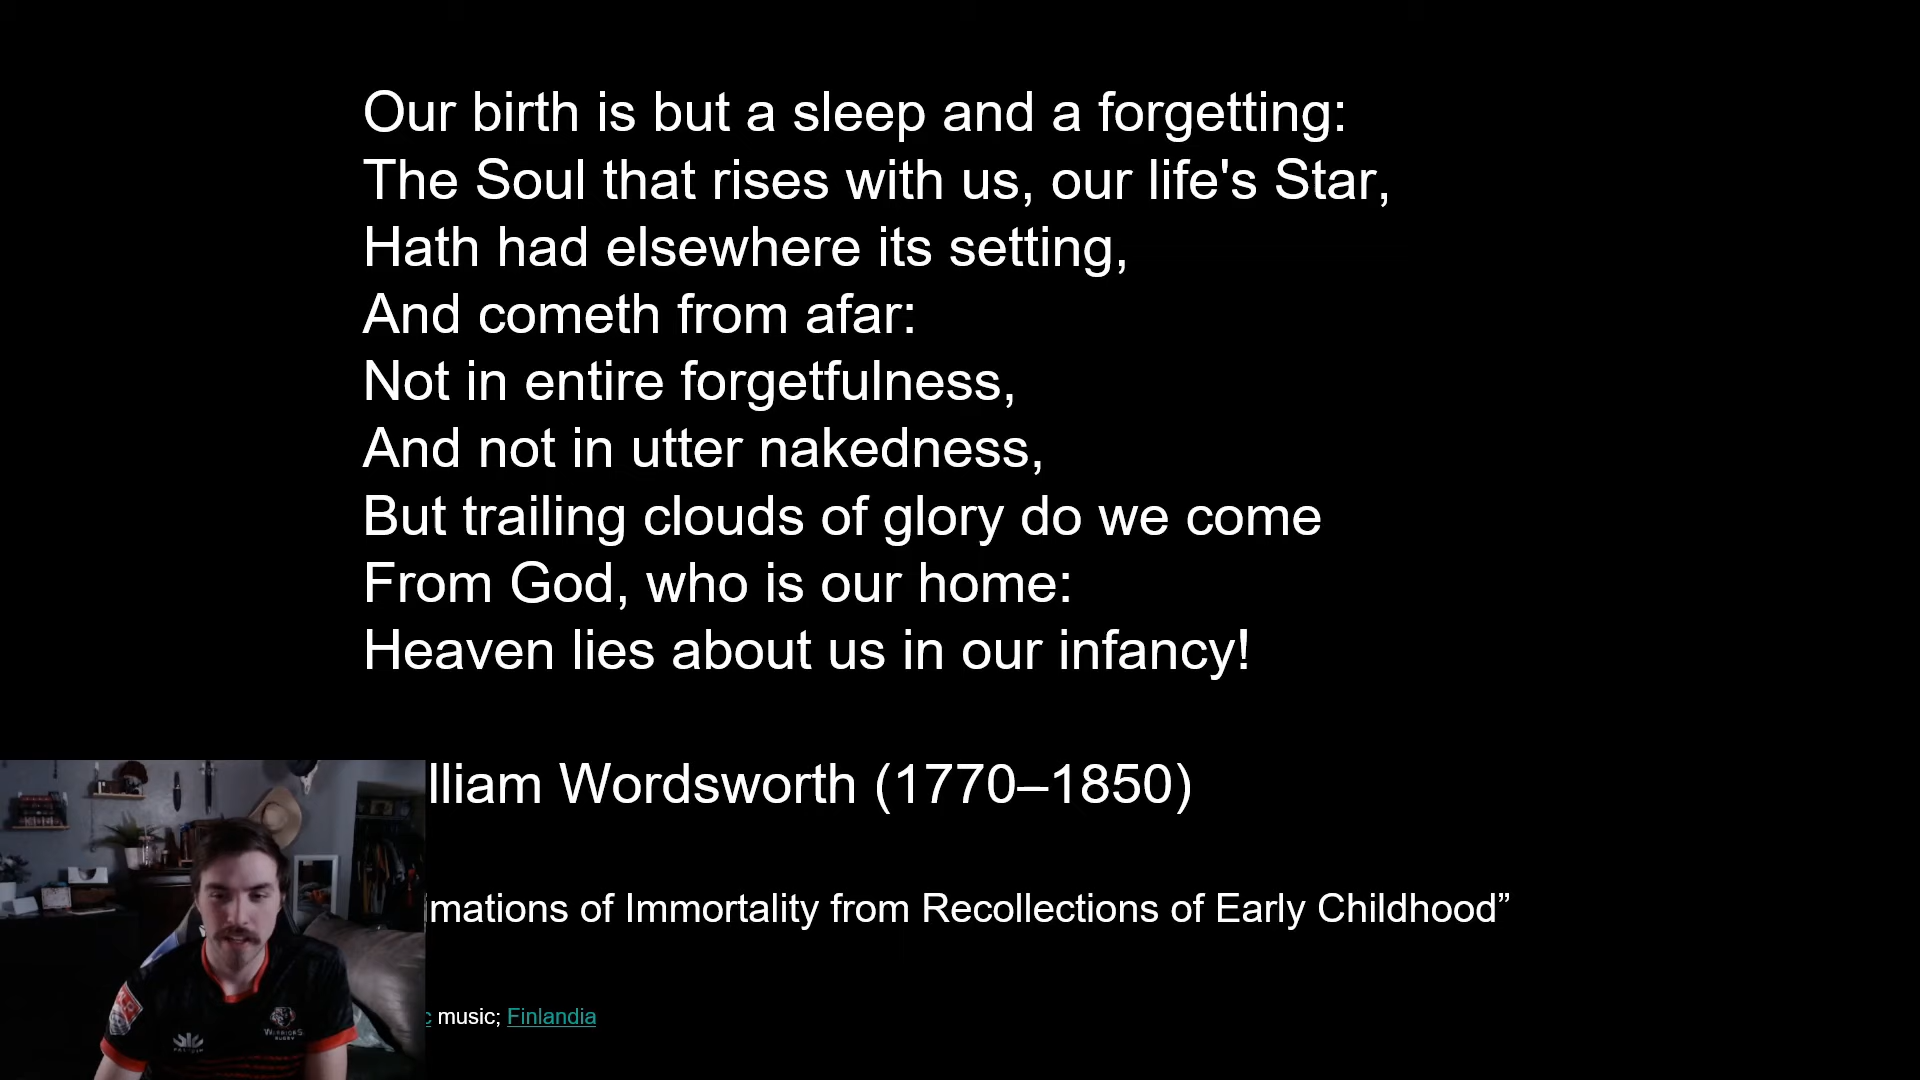 Our birth is but a sleep and a forgetting:
The Soul that rises with us, our life's Star,
Hath had elsewhere its setting,
And cometh from afar:
Not in entire forgetfulness,
And not in utter nakedness,
But trailing clouds of glory do we come
From God, who is our home:
Heaven lies about us in our infancy!
lliam Wordsworth (1770–1850)
imations of Immortality from Recollections of Early Childhood”
c music; Finlandia
WARRIORS
RUGBY